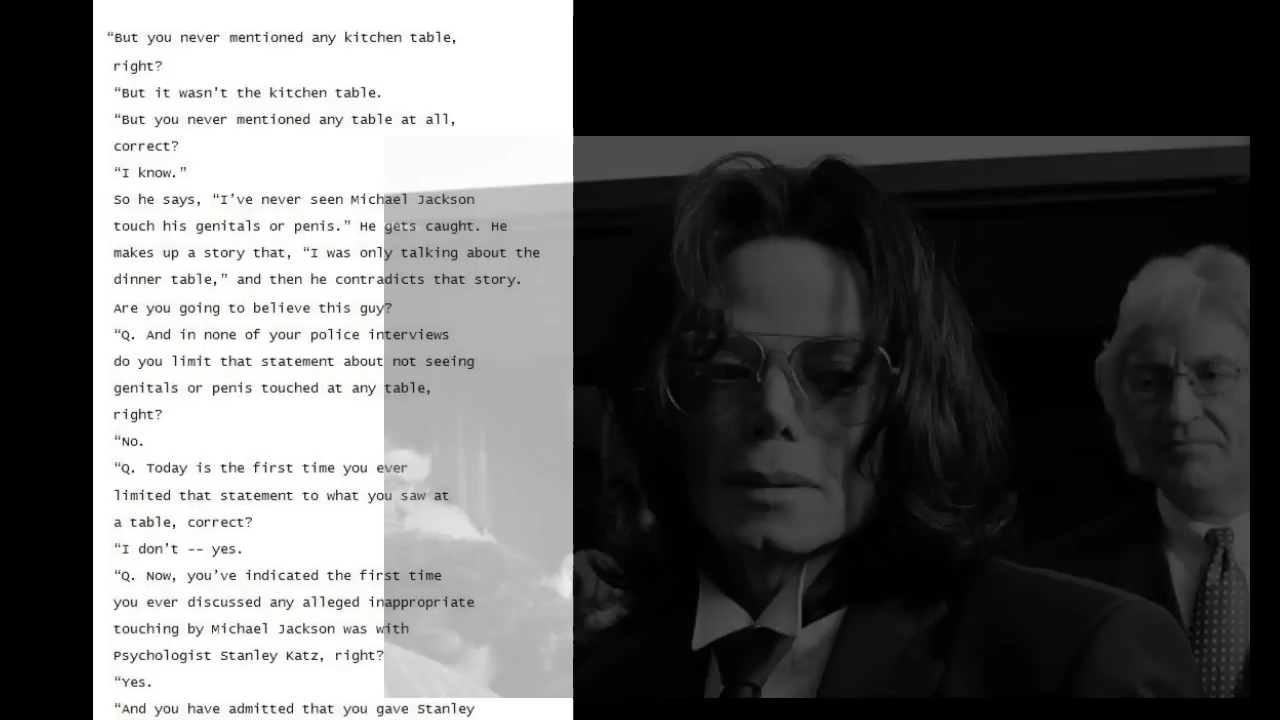 “But you never mentioned any kitchen table,
right?
“But it wasn’t the kitchen table.
“But you never mentioned any table at all,
correct?
“I know.”
So he says, “I’ve never seen Michael Jackson
touch his genitals or penis.” He gets caught. He
makes up a story that, “I was only talking about the
dinner table,” and then he contradicts that story.
Are you going to believe this guy?
“Q. And in none of your police interviews
do you limit that statement about not seeing
genitals or penis touched at any table,
right?
“No.
“Q. Today is the first time you ever
limited that statement to what you saw at
a table, correct?
“I don’t -- yes.
“Q. Now, you’ve indicated the first time
you ever discussed any alleged inappropriate
touching by Michael Jackson was with
Psychologist Stanley Katz, right?
“Yes.
“And you have admitted that you gave Stanley